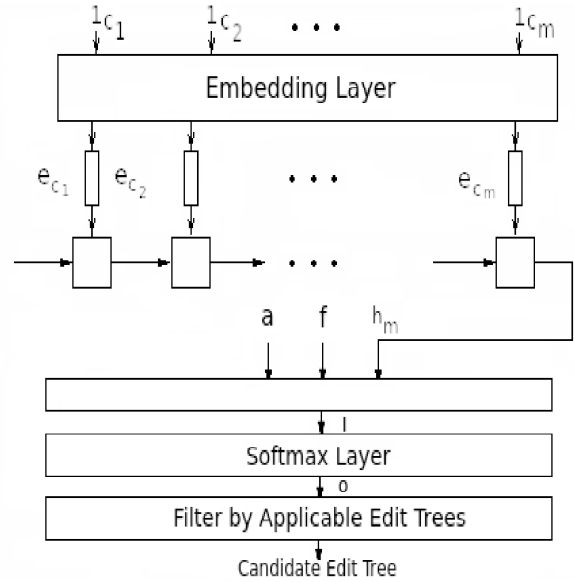 1c1 1c2 • • • 1cm
Embedding Layer
ec1 ec2 • • • ecm
• • •
a f hm
l
Softmax Layer
o
Filter by Applicable Edit Trees
Candidate Edit Tree